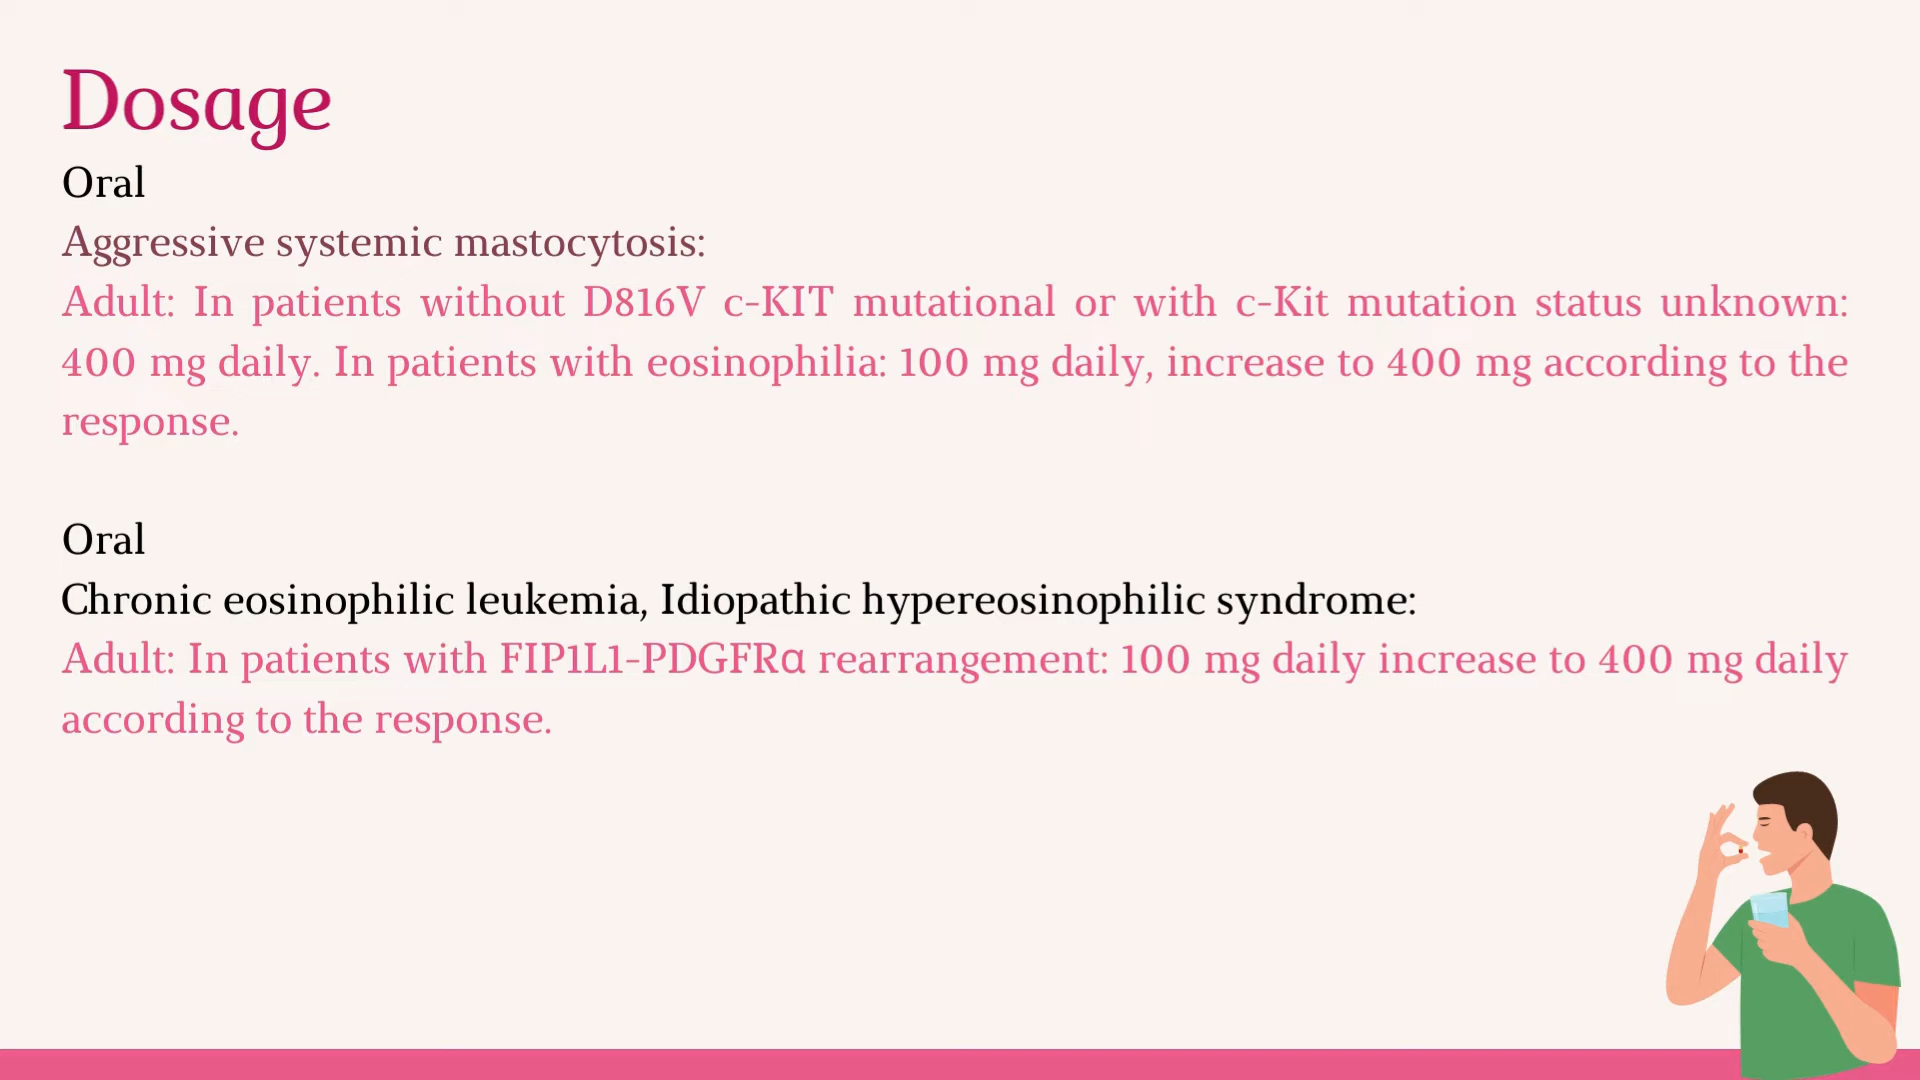 Dosage
Oral
Aggressive systemic mastocytosis:
Adult: In patients without D816V c-KIT mutational or with c-Kit mutation status unknown:
400 mg daily. In patients with eosinophilia: 100 mg daily, increase to 400 mg according to the
response.
Oral
Chronic eosinophilic leukemia, Idiopathic hypereosinophilic syndrome:
Adult: In patients with FIP1L1-PDGFRα rearrangement: 100 mg daily increase to 400 mg daily
according to the response.